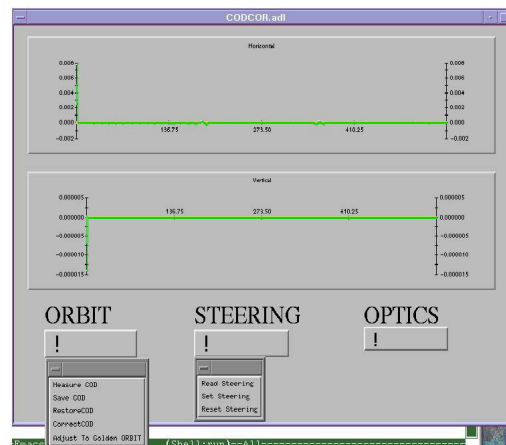 CODCOR.adl
Horizontal
0.008 0.008
0.006 0.006
0.004 0.004
0.002 0.002
0.000 0.000
136.75 273.50 410.25
-0.002 -0.002
Vertical
0.000005 0.000005
136.75 273.50 410.25
0.000000 0.000000
-0.000005 -0.000005
-0.000010 -0.000010
-0.000015 -0.000015
ORBIT STEERING OPTICS
! ! !
Measure COD
Save COD
RestoreCOD
CorrectCOD
Adjust To Golden ORBIT
Read Steering
Set Steering
Reset Steering
(Shell:run)--All